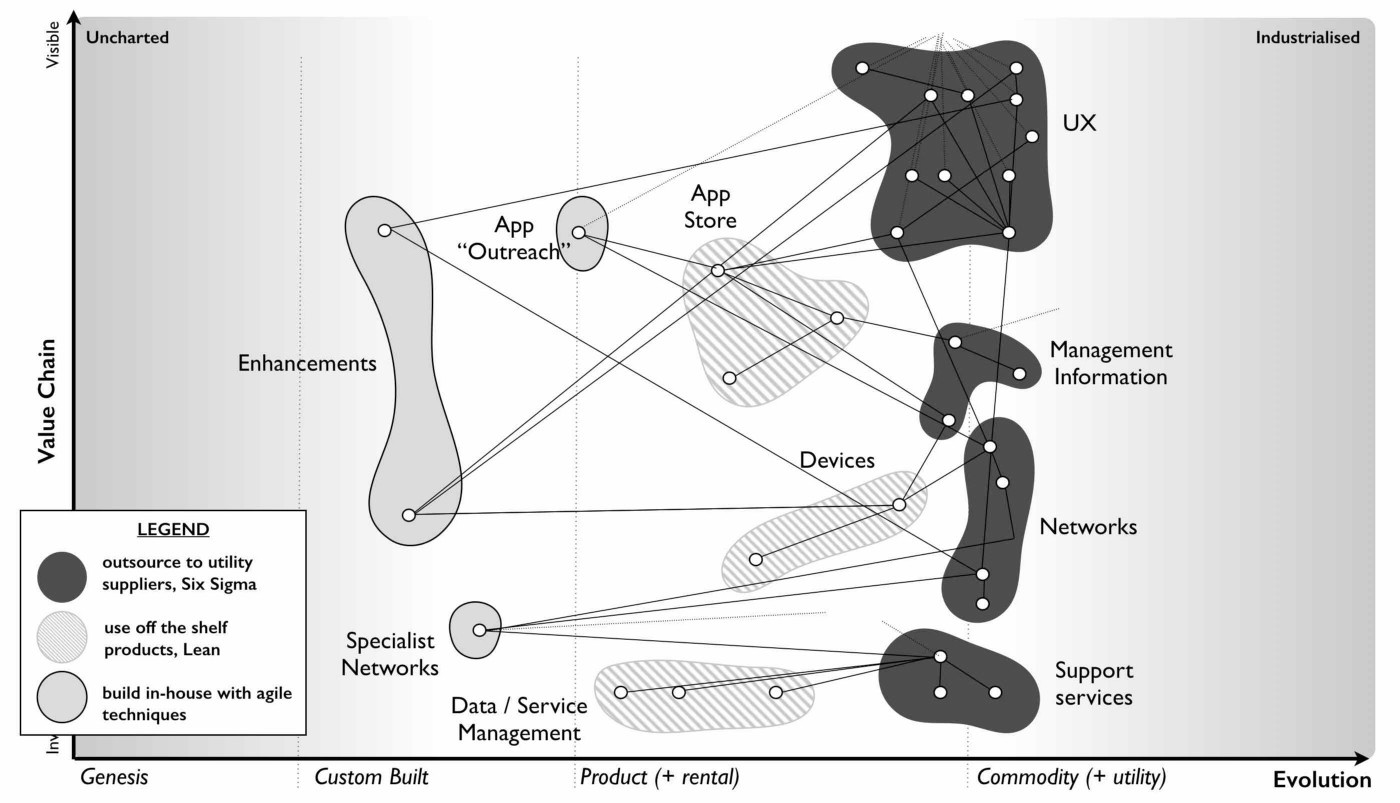 Visible
Uncharted
Industrialised
UX
App
Store
App
“Outreach”
Enhancements
Management
Information
Value Chain
Devices
Networks
LEGEND
outsource to utility
suppliers, Six Sigma
use off the shelf
products, Lean
build in-house with agile
techniques
Specialist
Networks
Support
services
Data / Service
Management
Genesis
Custom Built
Product (+ rental)
Commodity (+ utility)
Evolution